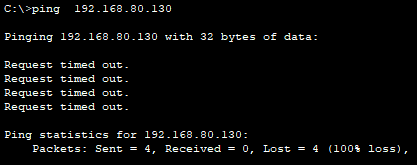 C:\>ping  192.168.80.130
Pinging 192.168.80.130 with 32 bytes of data:
Request timed out.
Request timed out.
Request timed out.
Request timed out.
Ping statistics for 192.168.80.130:
    Packets: Sent = 4, Received = 0, Lost = 4 (100% loss),